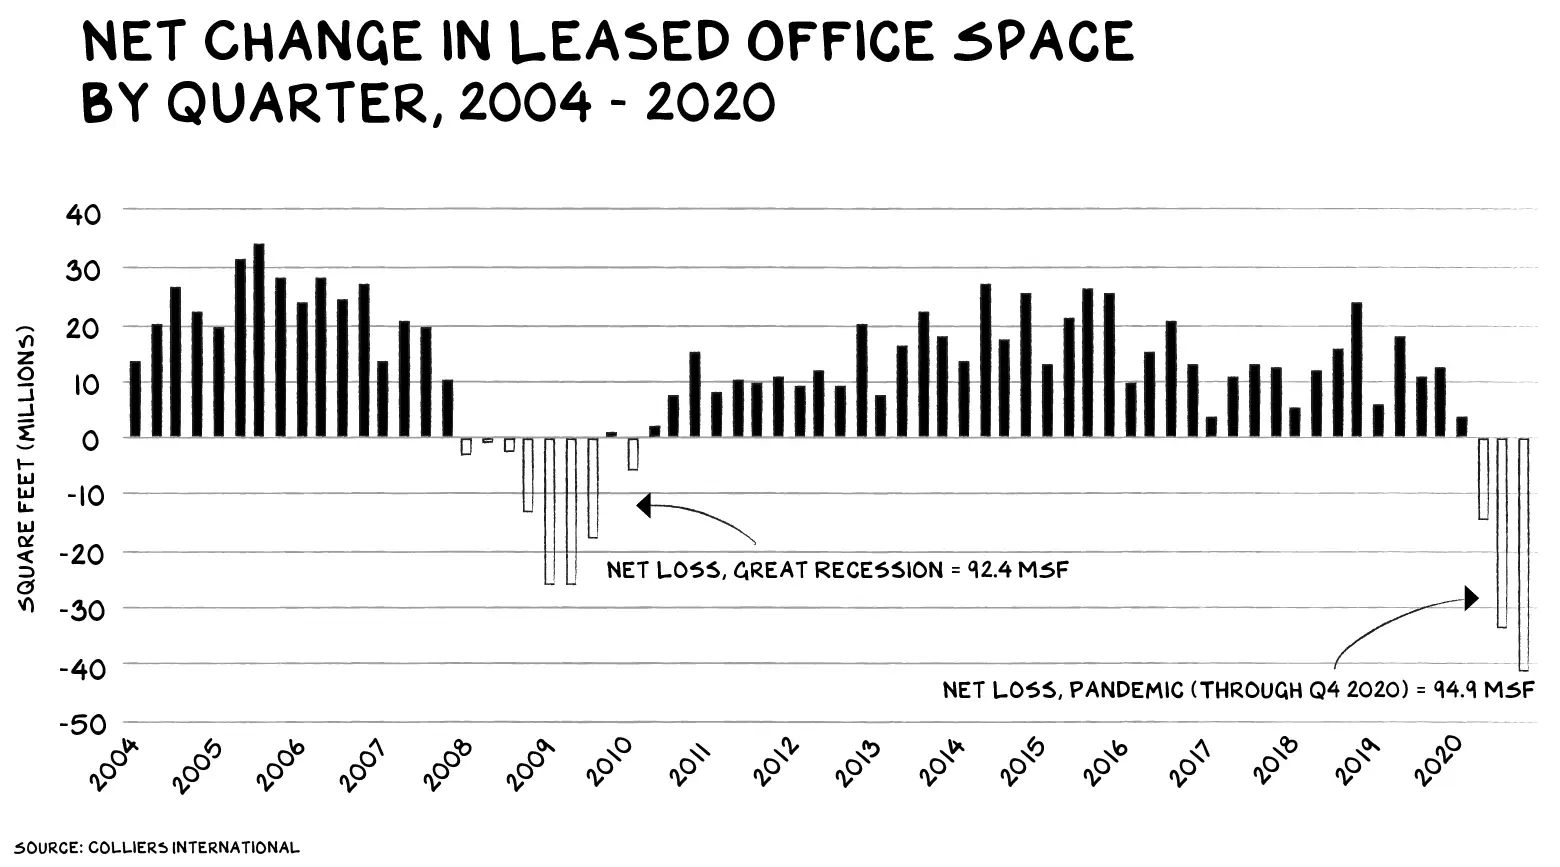 NET CHANGE IN LEASED OFFICE SPACE
BY QUARTER, 2004 - 2020
SQUARE FEET (MILLIONS)
40
30
20
10
0
-10
-20
-30
-40
-50
NET LOSS, GREAT RECESSION = 92.4 MSF
NET LOSS, PANDEMIC (THROUGH Q4 2020) = 94.9 MSF
2004 2005 2006 2007 2008 2009 2010 2011 2012 2013 2014 2015 2016 2017 2018 2019 2020
SOURCE: COLLIERS INTERNATIONAL